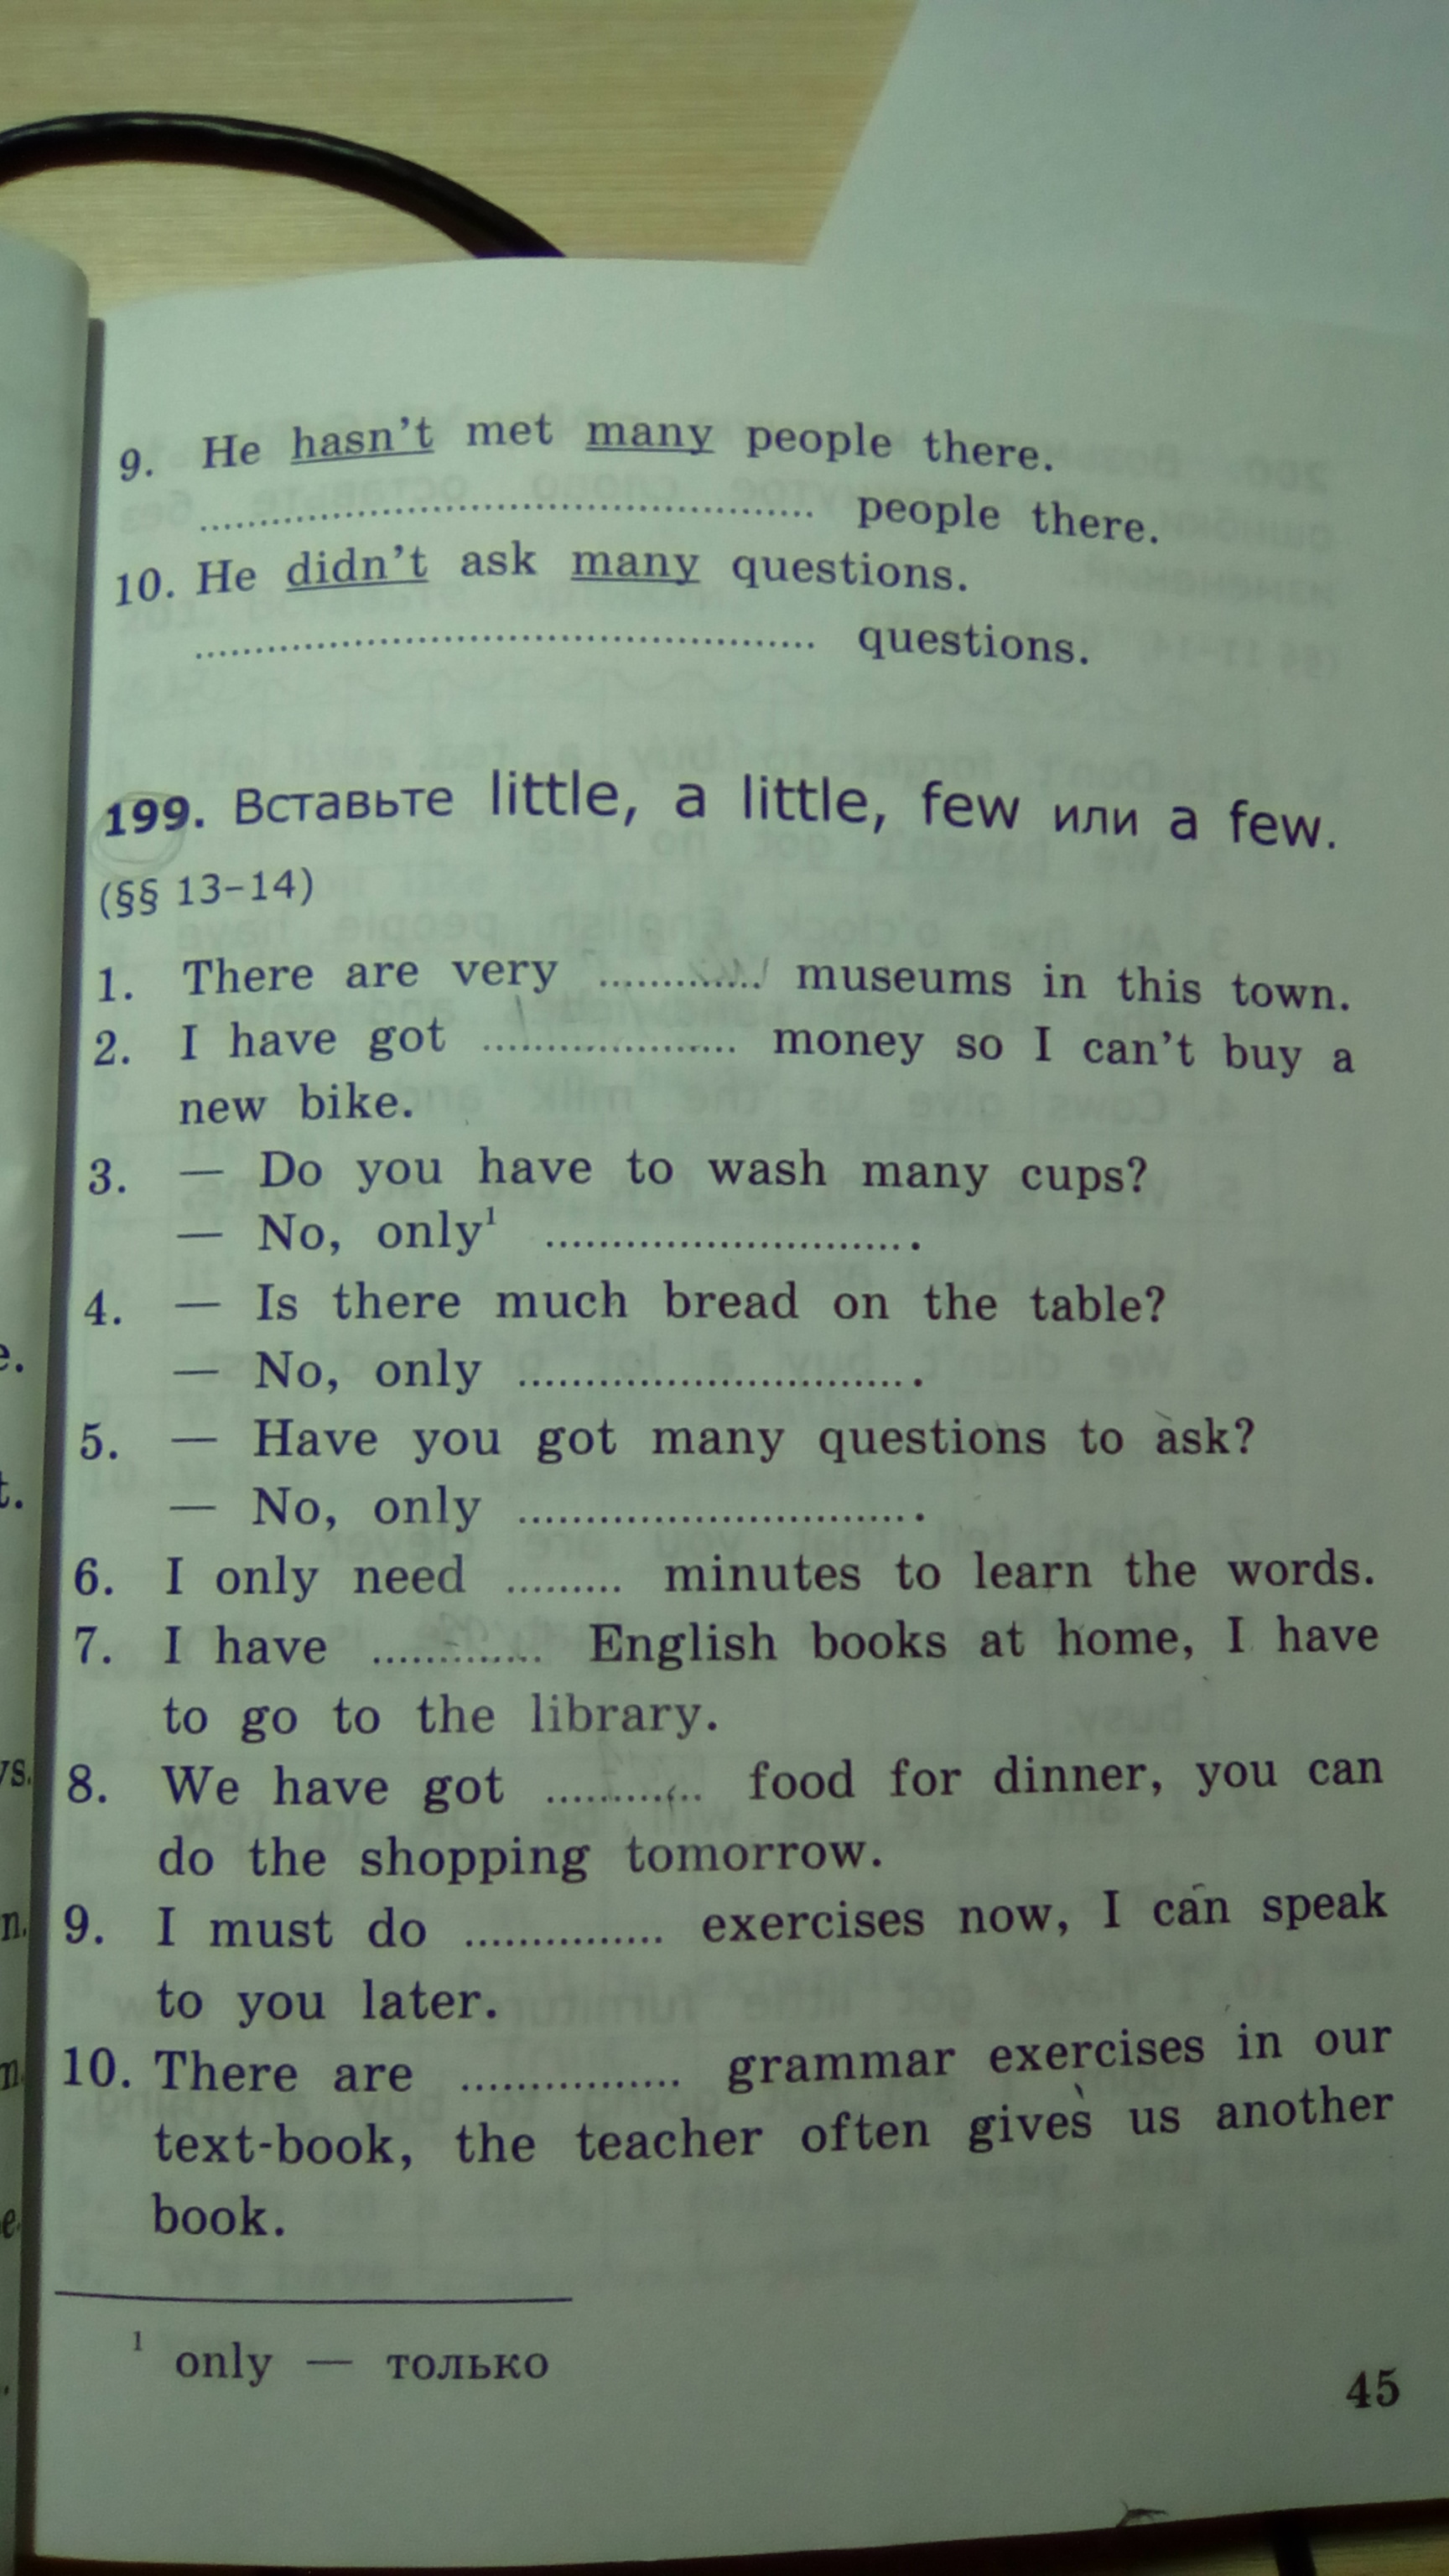 9. He hasn't met many people there.
............................................. people there.
10. He didn't ask many questions.
............................................. questions.
199. Вставьте little, a little, few или a few.
(§§ 13–14)
1. There are very ............. museums in this town.
2. I have got ................... money so I can't buy a
new bike.
3. — Do you have to wash many cups?
— No, only¹ ............................
4. — Is there much bread on the table?
— No, only ..............................
5. — Have you got many questions to ask?
— No, only ..............................
6. I only need ......... minutes to learn the words.
7. I have ............. English books at home, I have
to go to the library.
8. We have got ............ food for dinner, you can
do the shopping tomorrow.
9. I must do ............... exercises now, I can speak
to you later.
10. There are ................ grammar exercises in our
text-book, the teacher often gives us another
book.
¹ only — только
45